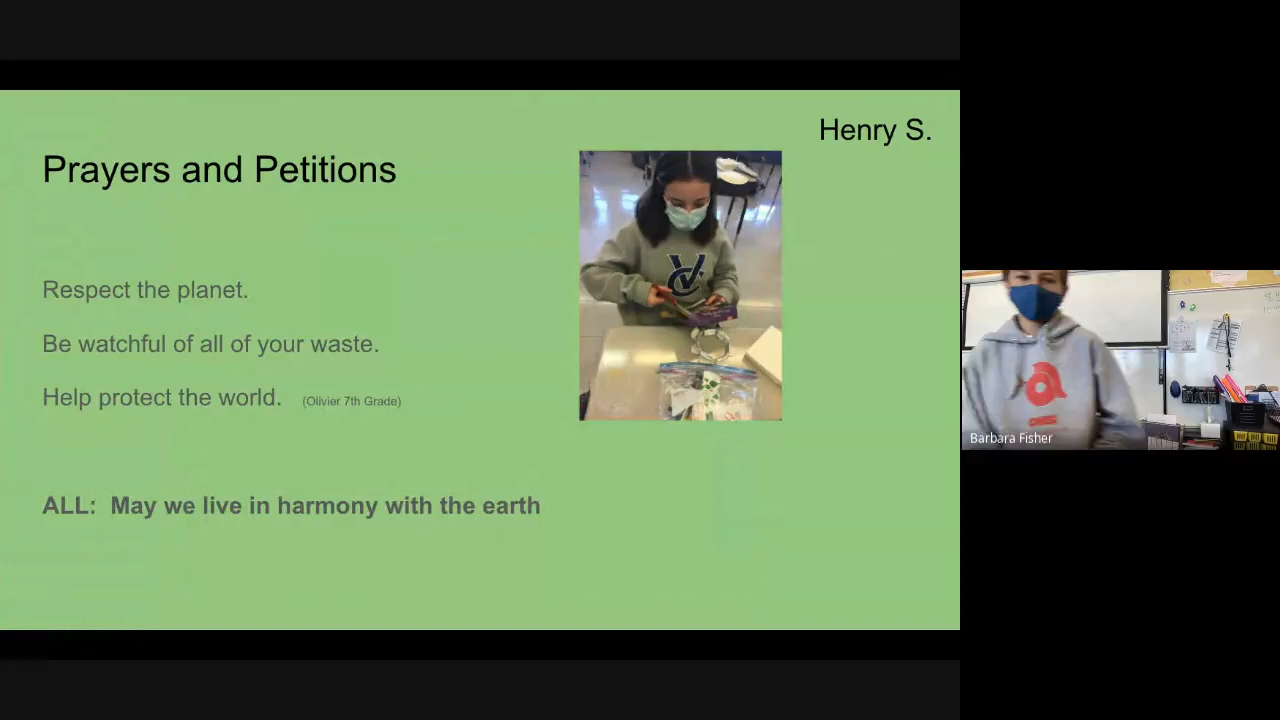 Henry S.
Prayers and Petitions
Respect the planet.
Be watchful of all of your waste.
Help protect the world. (Olivier 7th Grade)
ALL: May we live in harmony with the earth
Barbara Fisher